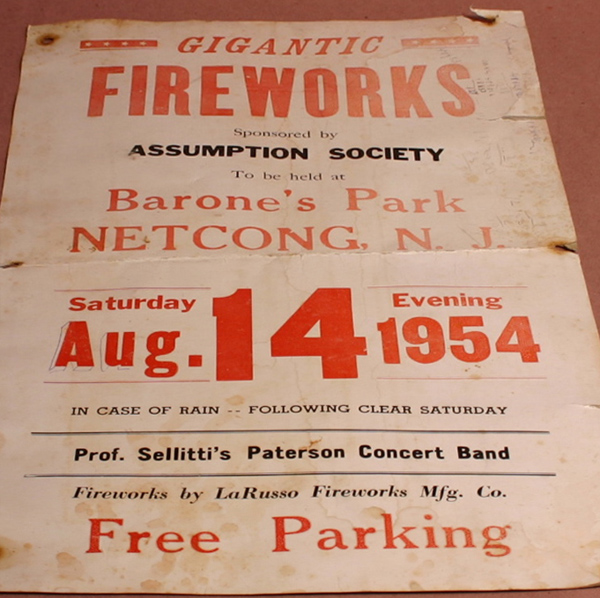 GIGANTIC
FIREWORKS
Sponsored by
ASSUMPTION SOCIETY
To be held at
Barone's Park
NETCONG, N. J.
Saturday 14 Evening
Aug. 1954
IN CASE OF RAIN -- FOLLOWING CLEAR SATURDAY
Prof. Sellitti's Paterson Concert Band
Fireworks by LaRusso Fireworks Mfg. Co.
Free Parking